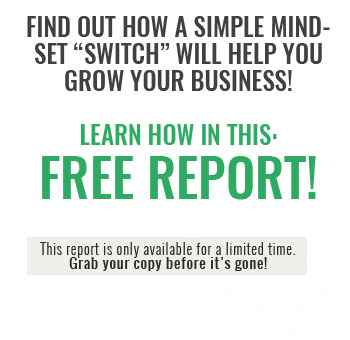 FIND OUT HOW A SIMPLE MIND-
SET “SWITCH” WILL HELP YOU
GROW YOUR BUSINESS!
LEARN HOW IN THIS:
FREE REPORT!
This report is only available for a limited time.
Grab your copy before it's gone!